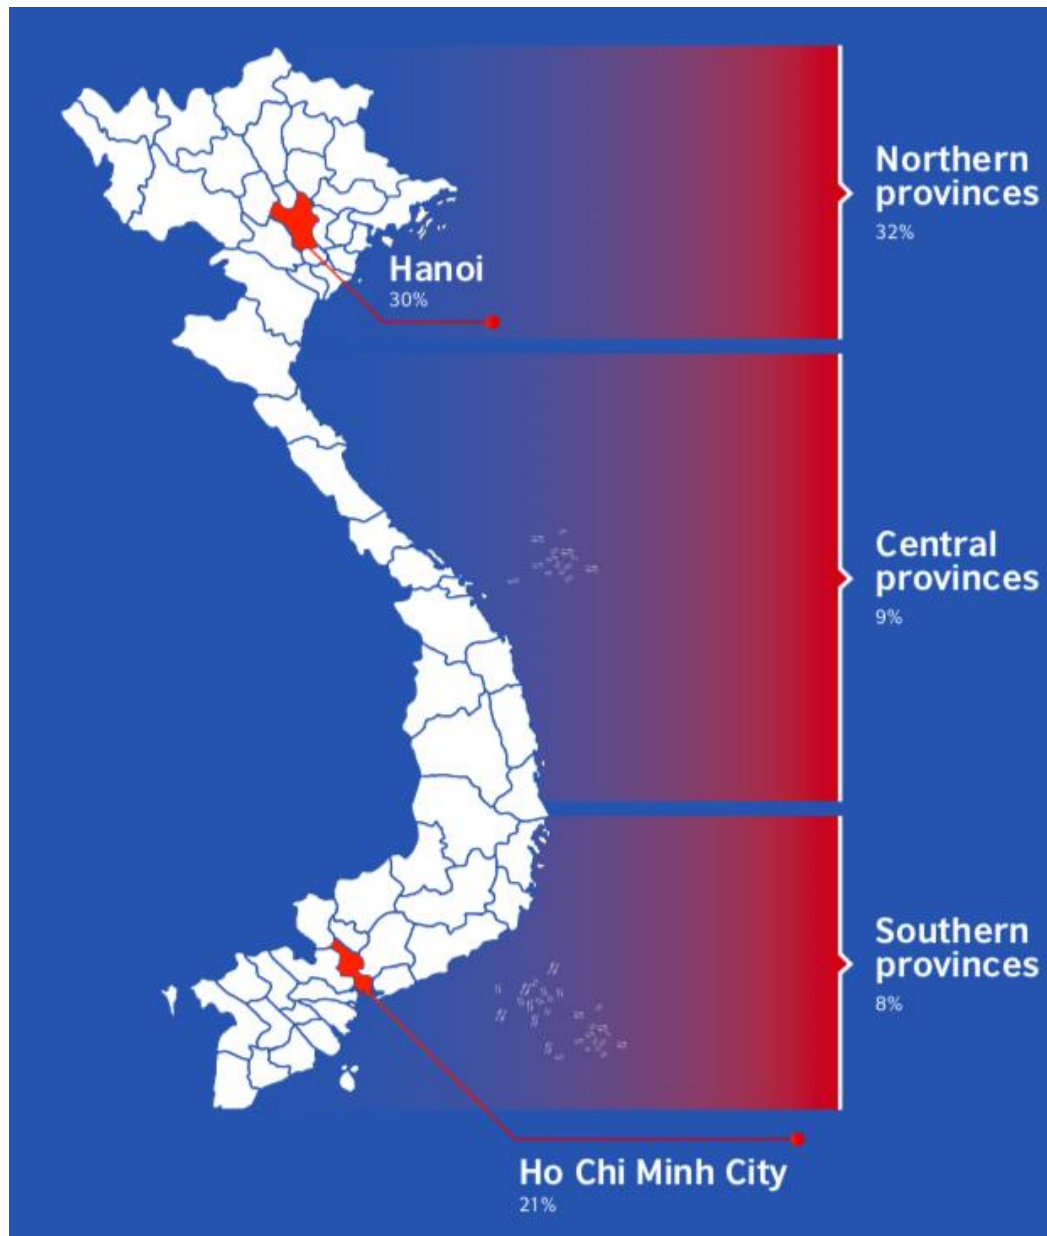 Northern
provinces
32%
Hanoi
30%
Central
provinces
9%
Southern
provinces
8%
Ho Chi Minh City
21%